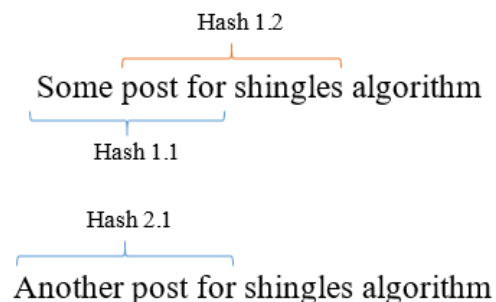 Hash 1.2
Some post for shingles algorithm
Hash 1.1
Hash 2.1
Another post for shingles algorithm